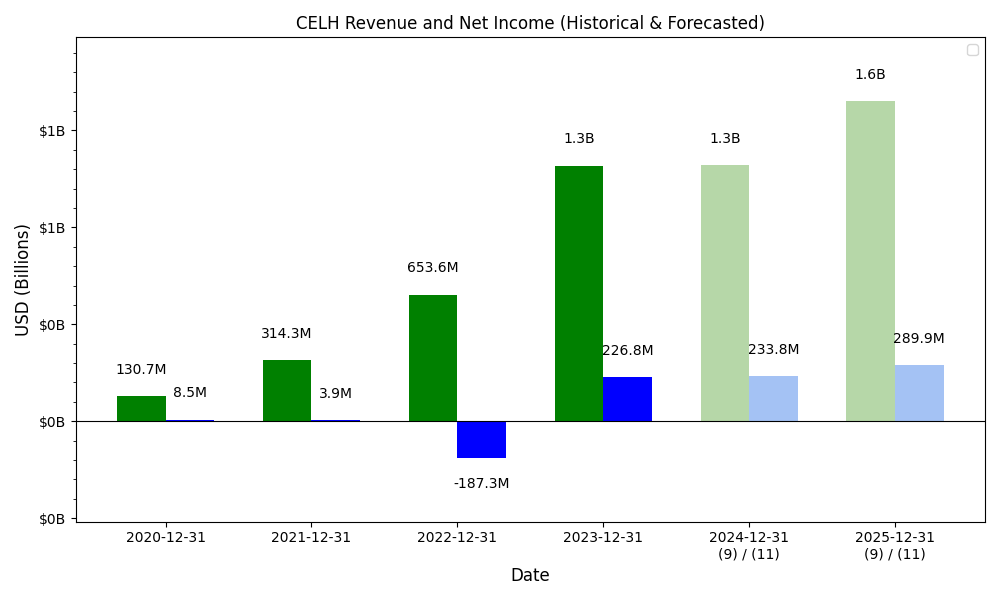 CELH Revenue and Net Income (Historical & Forecasted)
1.6B
$1B
1.3B
1.3B
$1B
653.6M
USD (Billions)
$0B
314.3M
226.8M
233.8M
289.9M
130.7M
8.5M
3.9M
$0B
-187.3M
$0B
2020-12-31
2021-12-31
2022-12-31
2023-12-31
2024-12-31
(9) / (11)
2025-12-31
(9) / (11)
Date